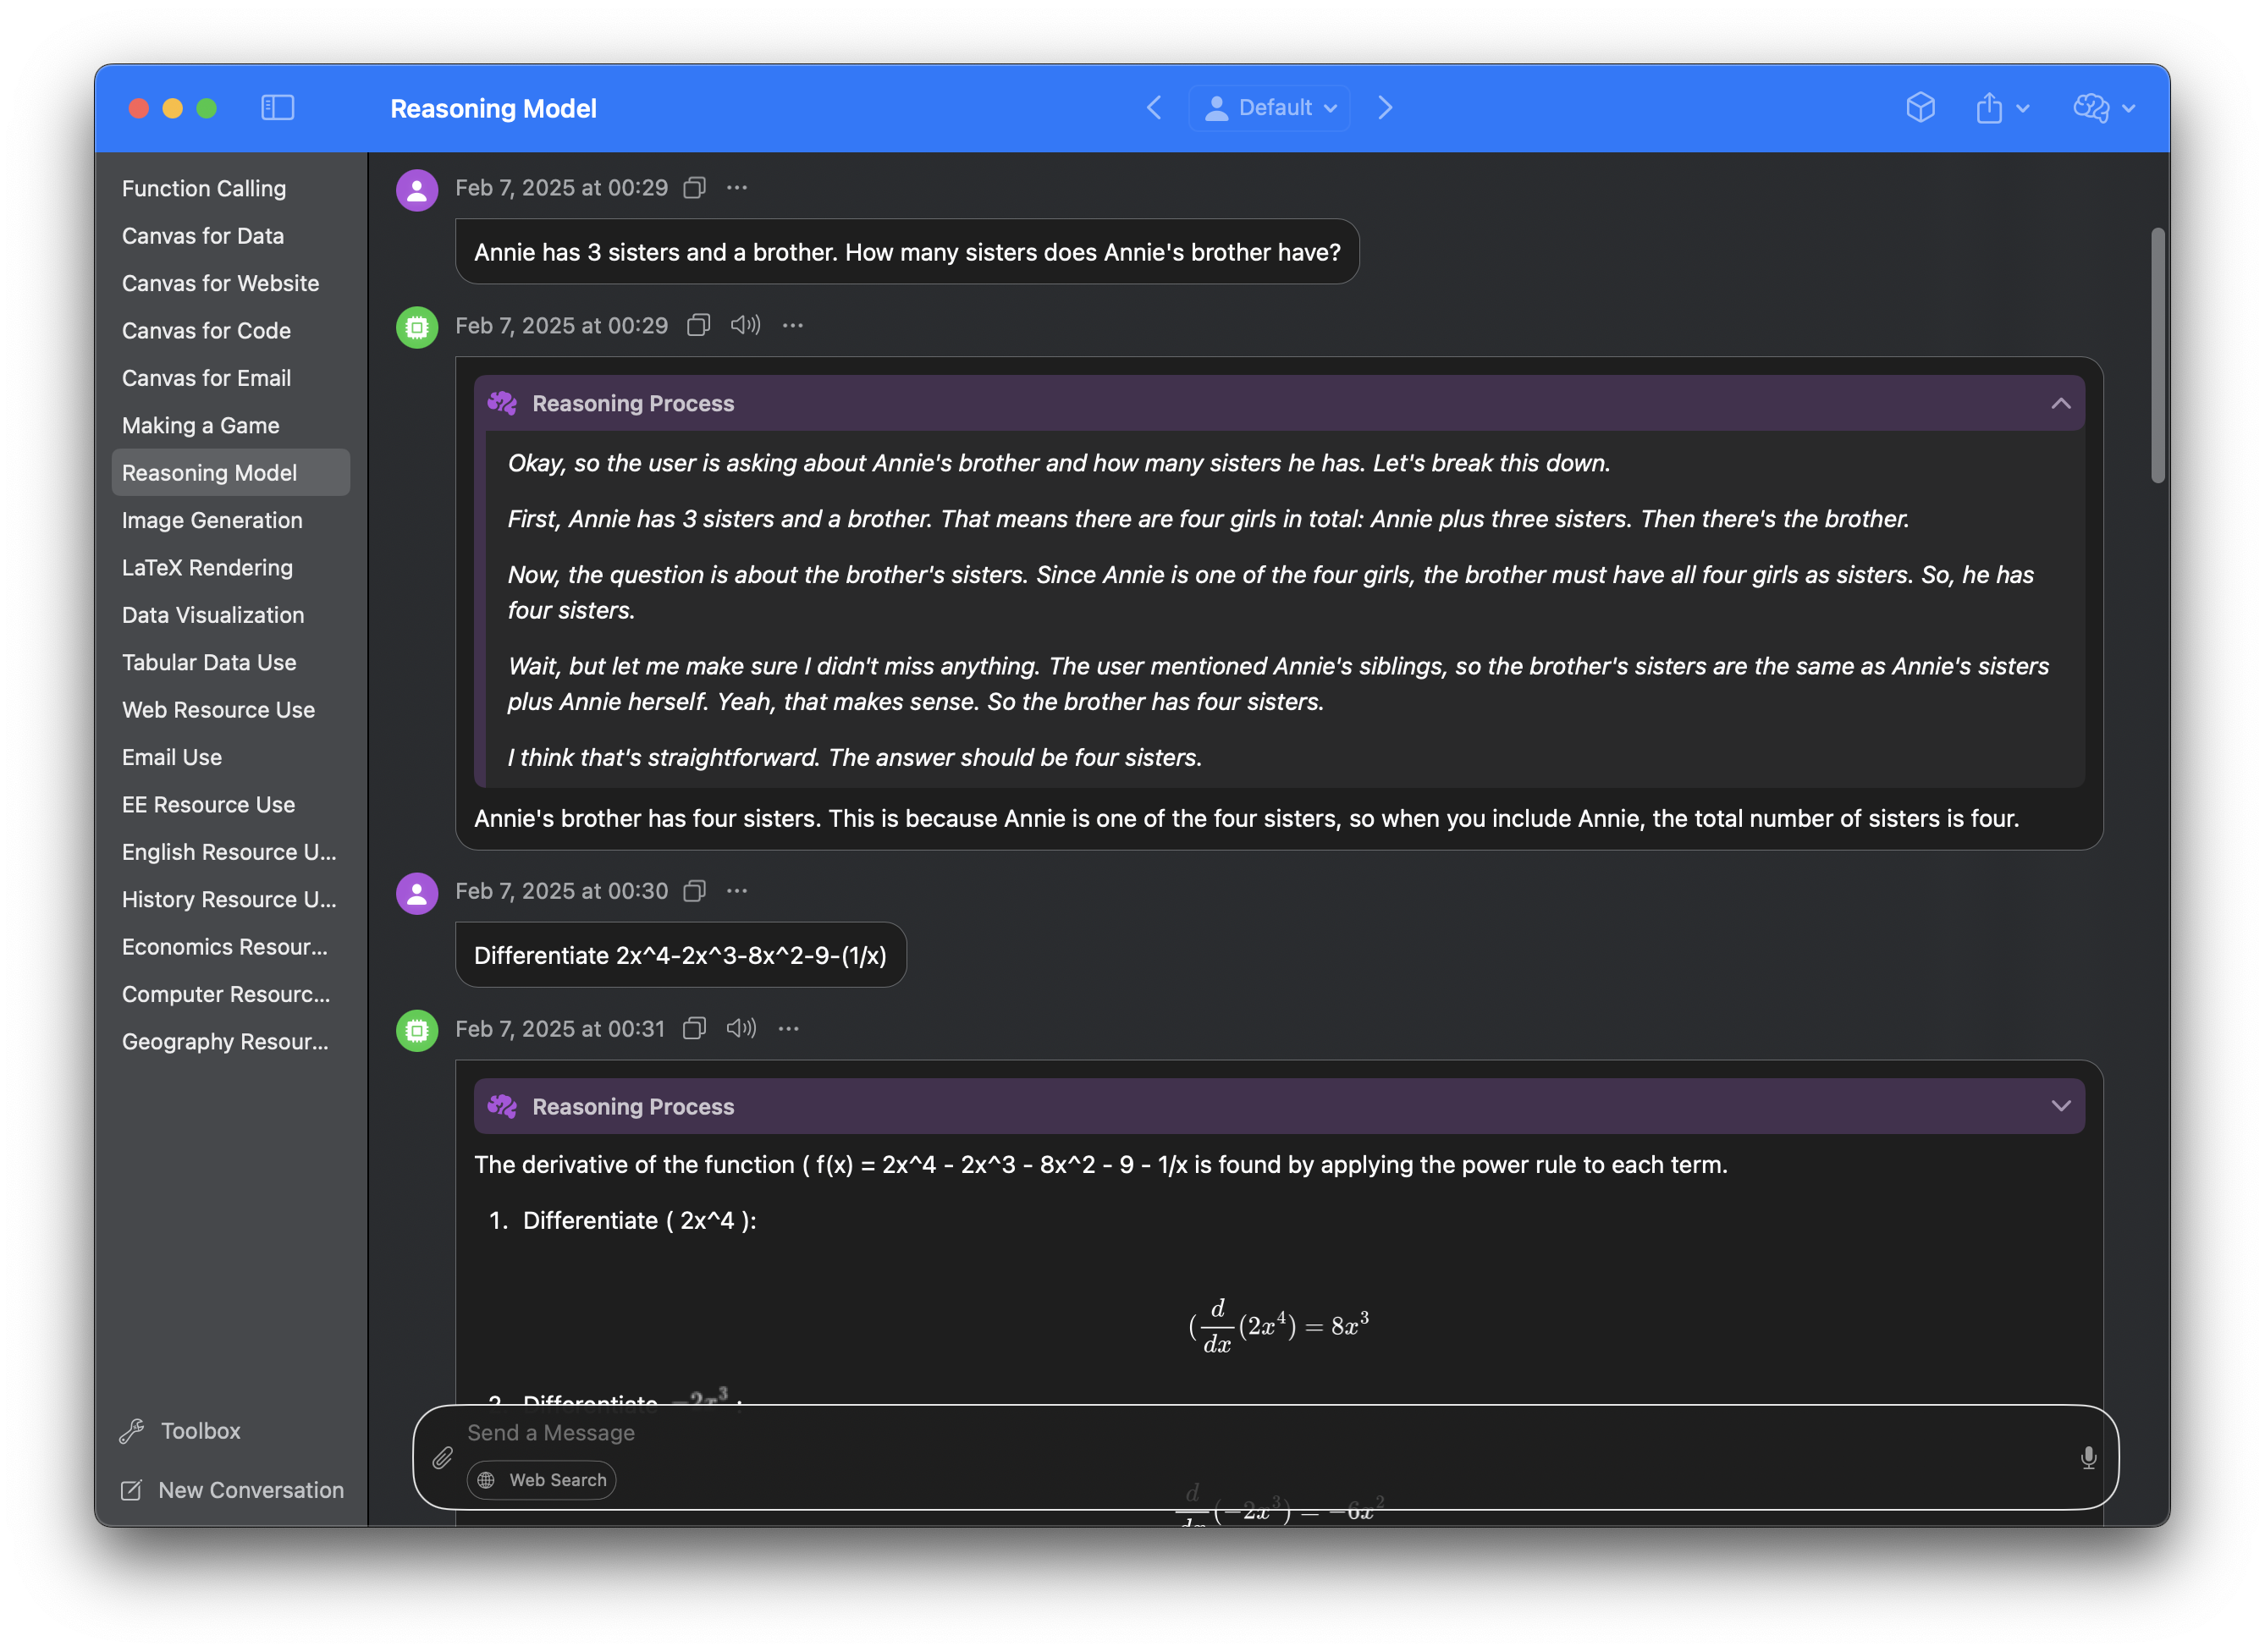 Reasoning Model
Default
Function Calling
Canvas for Data
Canvas for Website
Canvas for Code
Canvas for Email
Making a Game
Reasoning Model
Image Generation
LaTeX Rendering
Data Visualization
Tabular Data Use
Web Resource Use
Email Use
EE Resource Use
English Resource U...
History Resource U...
Economics Resour...
Computer Resourc...
Geography Resour...
Toolbox
New Conversation
Feb 7, 2025 at 00:29
Annie has 3 sisters and a brother. How many sisters does Annie's brother have?
Feb 7, 2025 at 00:29
Reasoning Process
Okay, so the user is asking about Annie's brother and how many sisters he has. Let's break this down.
First, Annie has 3 sisters and a brother. That means there are four girls in total: Annie plus three sisters. Then there's the brother.
Now, the question is about the brother's sisters. Since Annie is one of the four girls, the brother must have all four girls as sisters. So, he has
four sisters.
Wait, but let me make sure I didn't miss anything. The user mentioned Annie's siblings, so the brother's sisters are the same as Annie's sisters
plus Annie herself. Yeah, that makes sense. So the brother has four sisters.
I think that's straightforward. The answer should be four sisters.
Annie's brother has four sisters. This is because Annie is one of the four sisters, so when you include Annie, the total number of sisters is four.
Feb 7, 2025 at 00:30
Differentiate 2x^4-2x^3-8x^2-9-(1/x)
Feb 7, 2025 at 00:31
Reasoning Process
The derivative of the function ( f(x) = 2x^4 - 2x^3 - 8x^2 - 9 - 1/x is found by applying the power rule to each term.
1. Differentiate ( 2x^4 ):
(d/dx(2x⁴) = 8x³
2. Differentiate −2x³ :
Send a Message
Web Search
d/dx(−2x³) = −6x²